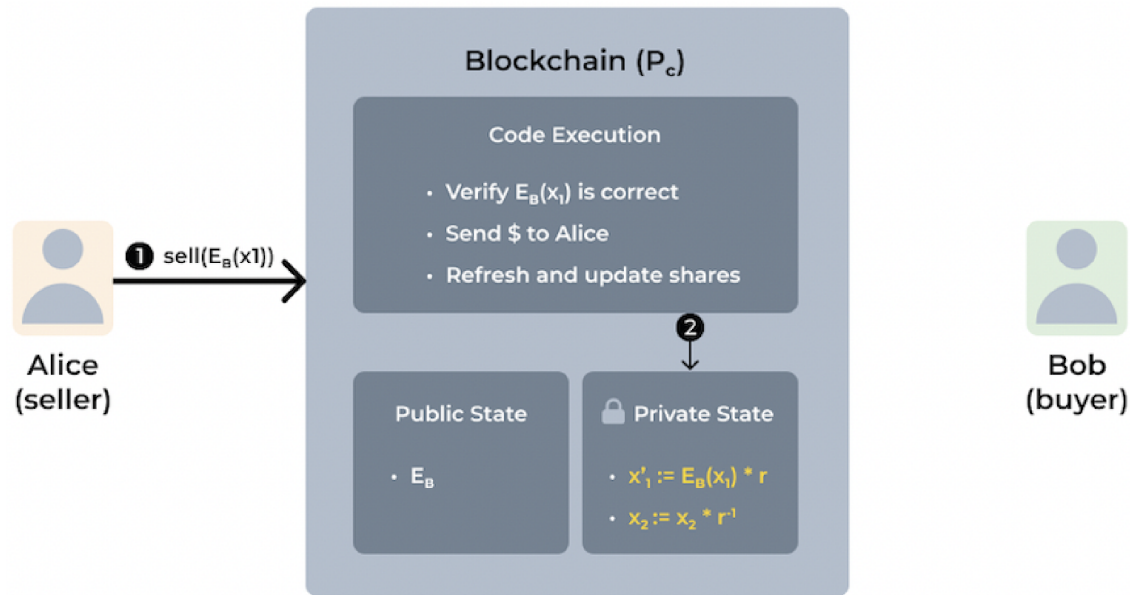 Blockchain (Pc)
Code Execution
• Verify EB(x1) is correct
• Send $ to Alice
• Refresh and update shares
1 sell(EB(x1))
Alice
(seller)
2
Bob
(buyer)
Public State
• EB
Private State
• x'1 := EB(x1) * r
• x2 := x2 * r-1